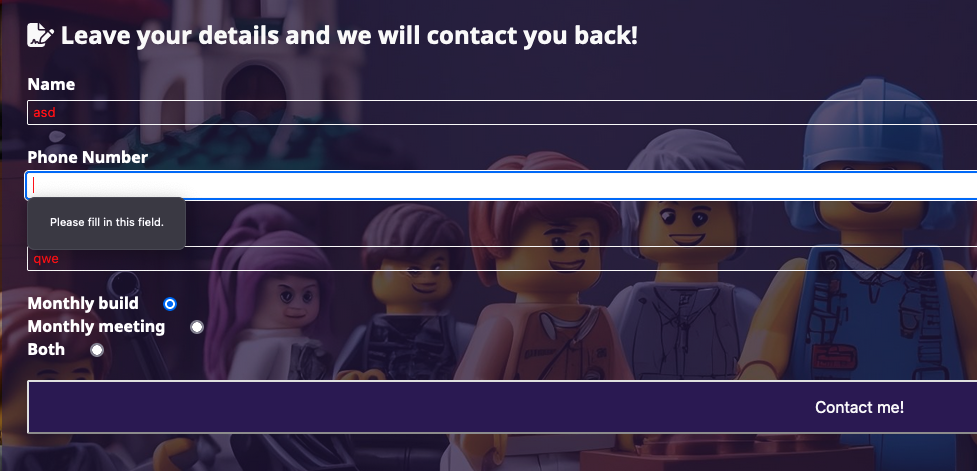 Leave your details and we will contact you back!
Name
asd
Phone Number
Please fill in this field.
qwe
Monthly build
Monthly meeting
Both
Contact me!